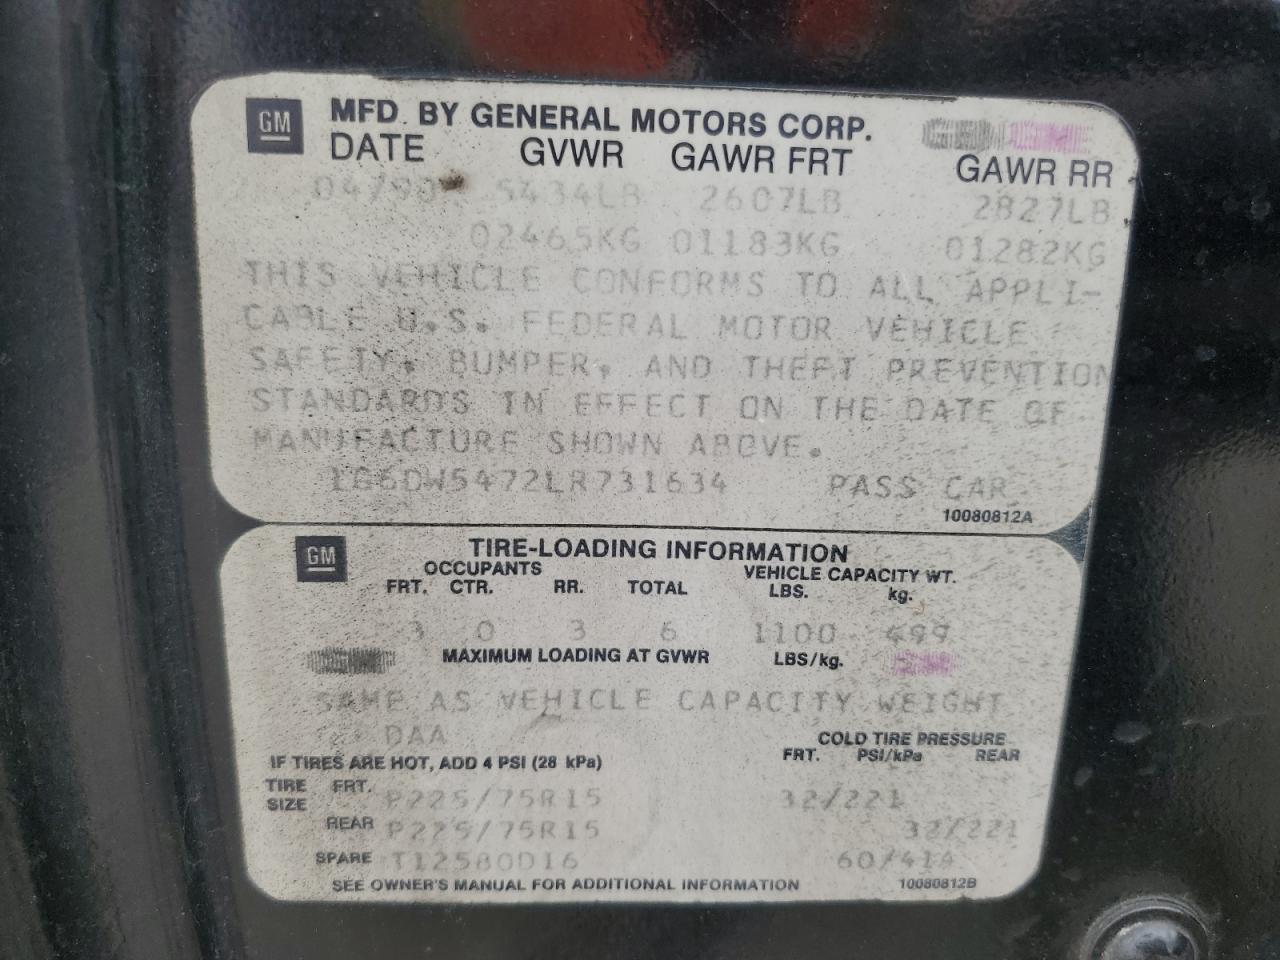 GM MFD. BY GENERAL MOTORS CORP.
DATE GVWR GAWR FRT GAWR RR
04/90 5434LB 2607LB 2827LB
02465KG 01183KG 01282KG
THIS VEHICLE CONFORMS TO ALL APPLI-
CABLE U.S. FEDERAL MOTOR VEHICLE
SAFETY, BUMPER, AND THEFT PREVENTION
STANDARDS IN EFFECT ON THE DATE OF
MANUFACTURE SHOWN ABOVE.
1G6DW5472LR731634 PASS CAR
10080812A
GM TIRE-LOADING INFORMATION
OCCUPANTS VEHICLE CAPACITY WT.
FRT. CTR. RR. TOTAL LBS. kg.
3 0 3 6 1100 499
MAXIMUM LOADING AT GVWR LBS/kg.
SAME AS VEHICLE CAPACITY WEIGHT
DAA
COLD TIRE PRESSURE
IF TIRES ARE HOT, ADD 4 PSI (28 kPa) FRT. PSI/kPa REAR
TIRE SIZE FRT. P225/75R15 32/221
REAR P225/75R15 32/221
SPARE T12580D16 60/414
SEE OWNER'S MANUAL FOR ADDITIONAL INFORMATION 10080812B